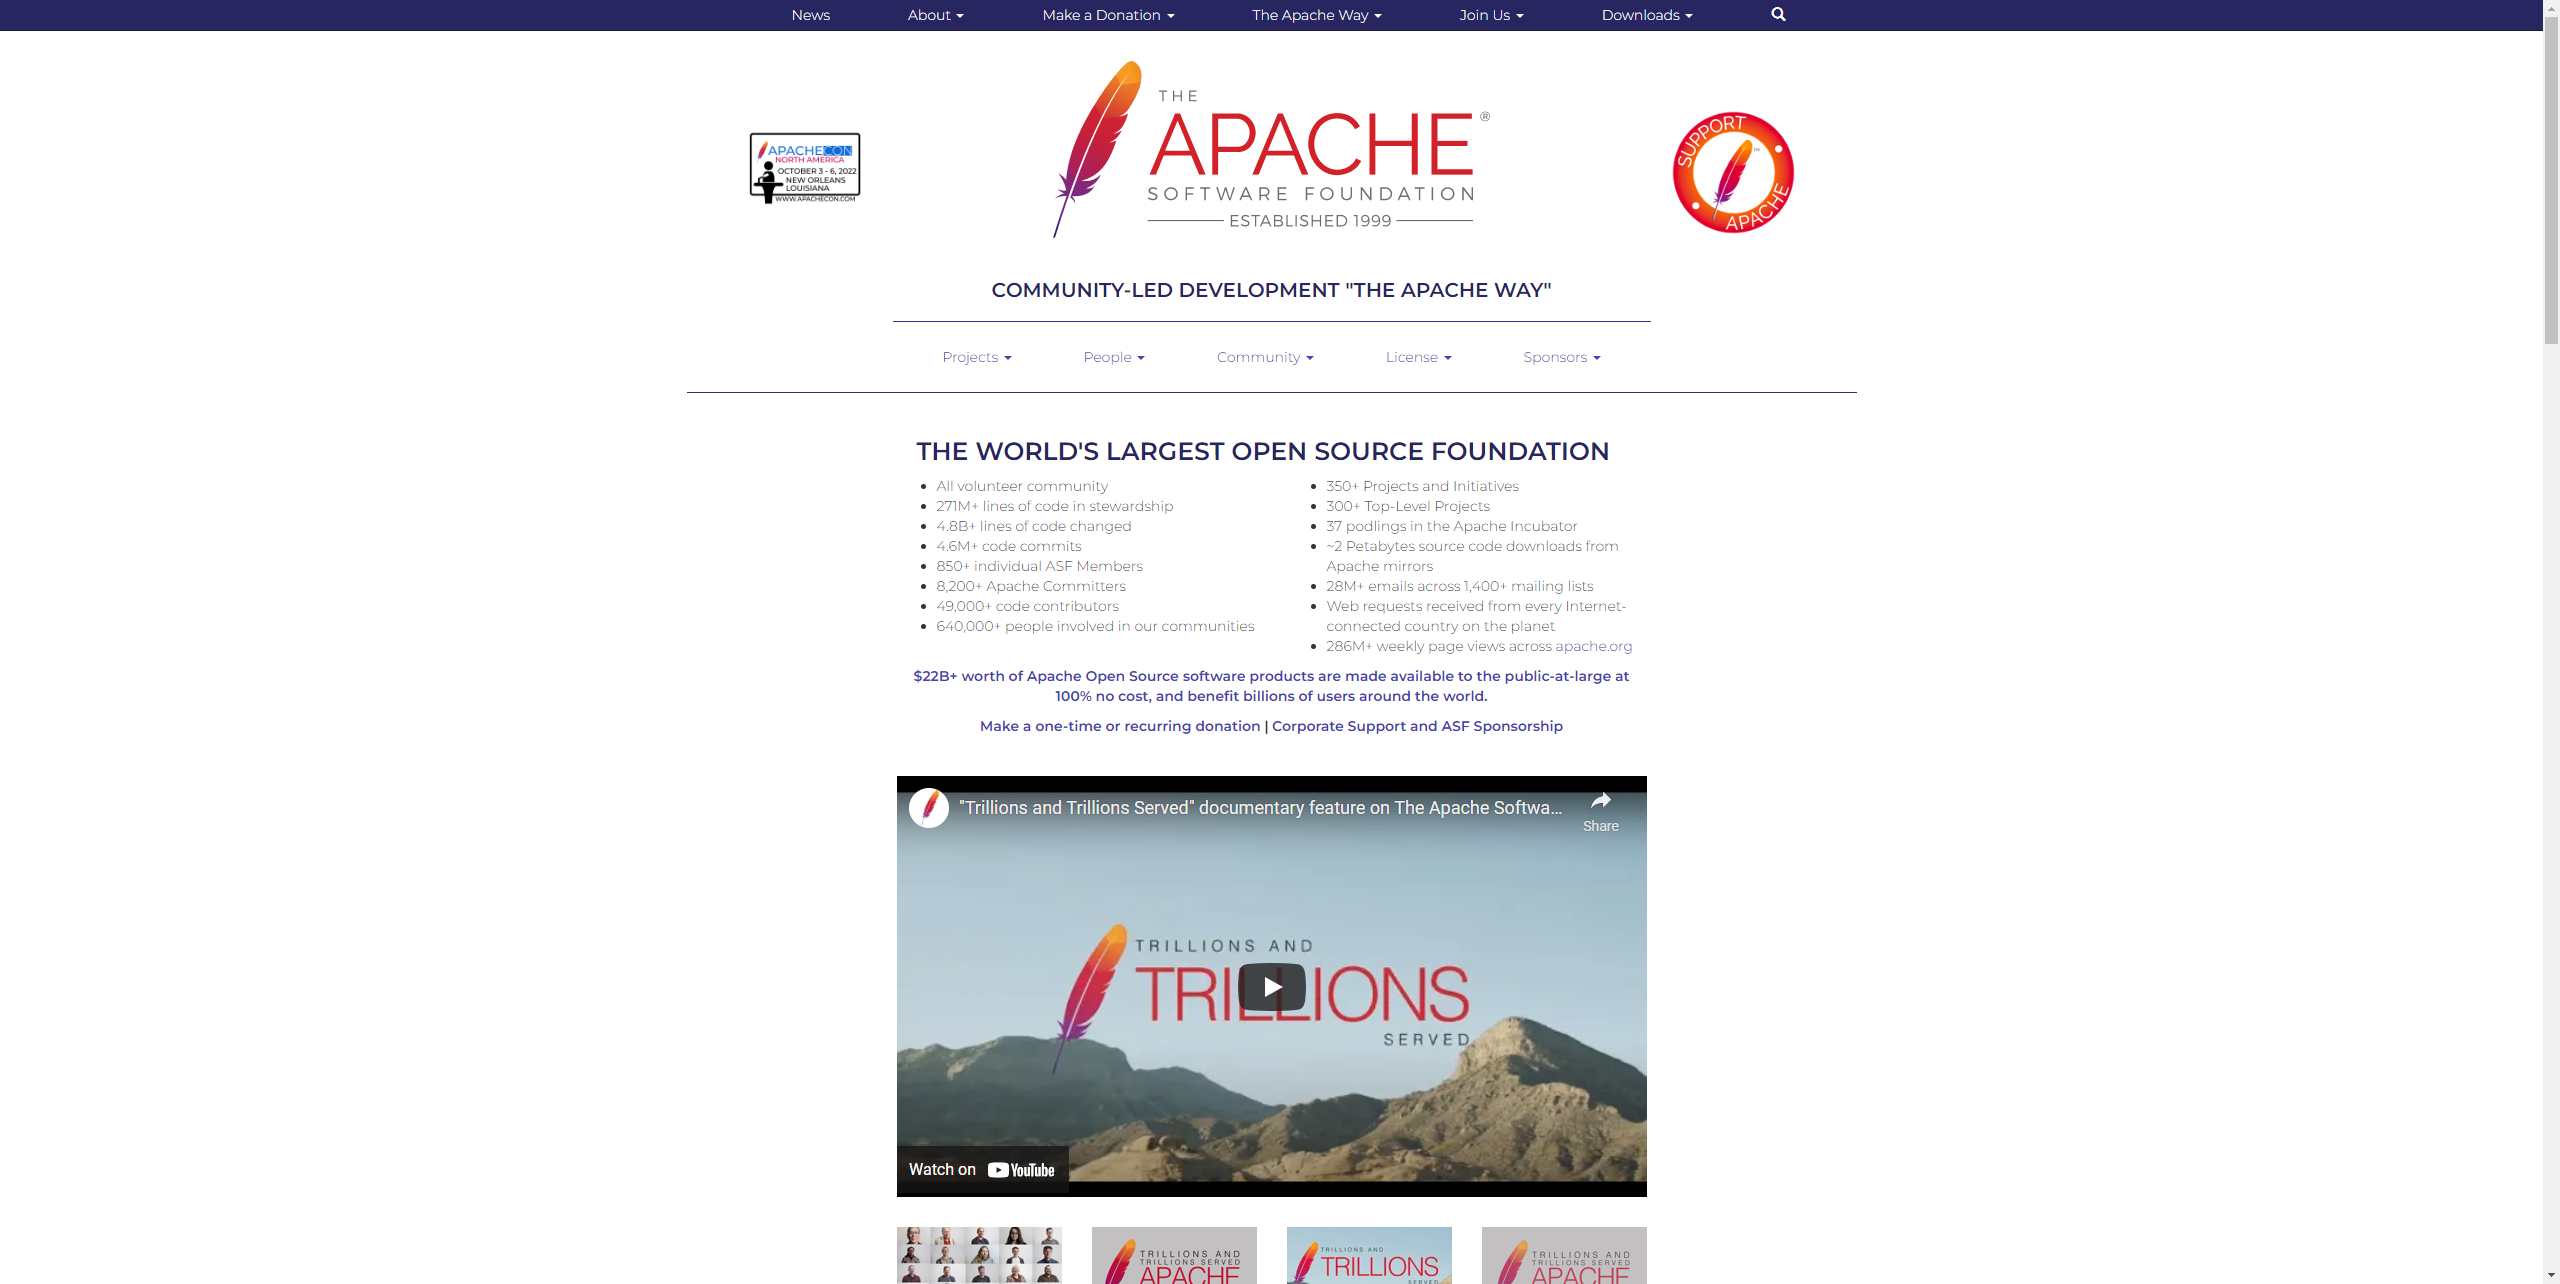 News About Make a Donation The Apache Way Join Us Downloads
APACHECON
NORTH AMERICA
OCTOBER 3 - 6, 2022
NEW ORLEANS
LOUISIANA
WWW.APACHECON.COM
THE
APACHE®
SOFTWARE FOUNDATION
ESTABLISHED 1999
SUPPORT
APACHE
COMMUNITY-LED DEVELOPMENT "THE APACHE WAY"
Projects People Community License Sponsors
THE WORLD'S LARGEST OPEN SOURCE FOUNDATION
All volunteer community
271M+ lines of code in stewardship
4.8B+ lines of code changed
4.6M+ code commits
850+ individual ASF Members
8,200+ Apache Committers
49,000+ code contributors
640,000+ people involved in our communities
350+ Projects and Initiatives
300+ Top-Level Projects
37 podlings in the Apache Incubator
~2 Petabytes source code downloads from
Apache mirrors
28M+ emails across 1,400+ mailing lists
Web requests received from every Internet-
connected country on the planet
286M+ weekly page views across apache.org
$22B+ worth of Apache Open Source software products are made available to the public-at-large at
100% no cost, and benefit billions of users around the world.
Make a one-time or recurring donation | Corporate Support and ASF Sponsorship
"Trillions and Trillions Served" documentary feature on The Apache Softwa...
Share
TRILLIONS AND
TRILLIONS
SERVED
Watch on YouTube
TRILLIONS AND
TRILLIONS SERVED
APACHE
TRILLIONS AND
TRILLIONS
SERVED
TRILLIONS AND
TRILLIONS SERVED
APACHE